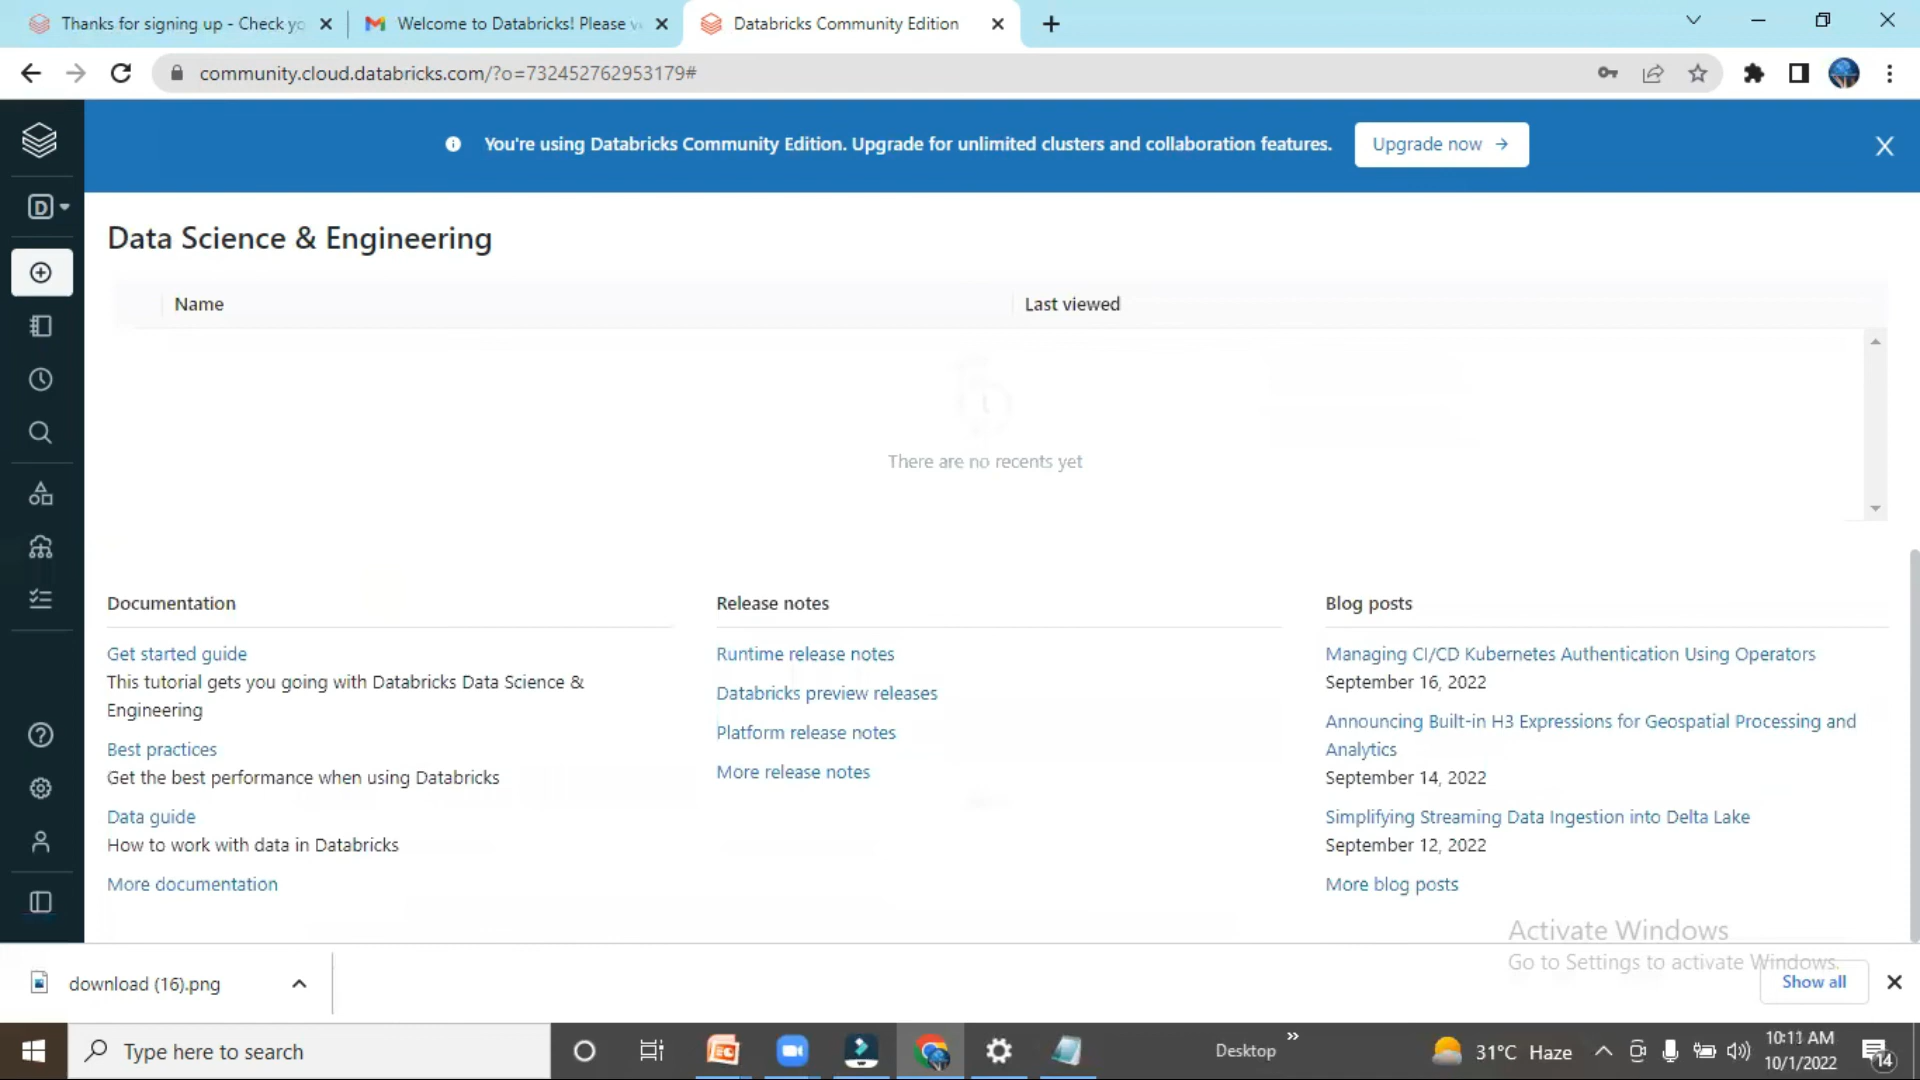 Thanks for signing up - Check yo
Welcome to Databricks! Please v
Databricks Community Edition
community.cloud.databricks.com/?o=732452762953179#
You're using Databricks Community Edition. Upgrade for unlimited clusters and collaboration features.
Upgrade now →
D
Data Science & Engineering
Name
Last viewed
There are no recents yet
Documentation
Get started guide
This tutorial gets you going with Databricks Data Science &
Engineering
Best practices
Get the best performance when using Databricks
Data guide
How to work with data in Databricks
More documentation
Release notes
Runtime release notes
Databricks preview releases
Platform release notes
More release notes
Blog posts
Managing CI/CD Kubernetes Authentication Using Operators
September 16, 2022
Announcing Built-in H3 Expressions for Geospatial Processing and
Analytics
September 14, 2022
Simplifying Streaming Data Ingestion into Delta Lake
September 12, 2022
More blog posts
Activate Windows
Go to Settings to activate Windows.
download (16).png
Show all
Type here to search
Desktop
31°C Haze
10:11 AM
10/1/2022
14